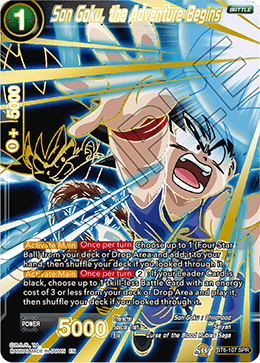 BATTLE
1 Son Goku, the Adventure Begins
+ 5000
Activate Main Once per turn : Choose up to 1 {Four-Star
Ball} from your deck or Drop Area and add it to your
hand, then shuffle your deck if you looked through it.
Activate Main Once per turn 2 : If your Leader Card is
black, choose up to 1 skill-less Battle Card with an energy
cost of 3 or less from your deck or Drop Area and play it,
then shuffle your deck if you looked through it.
POWER 5000
Character Son Goku : Childhood
Special Trait Saiyan
Era Curse of the Blood Rubies Saga
BT6-107 SPR